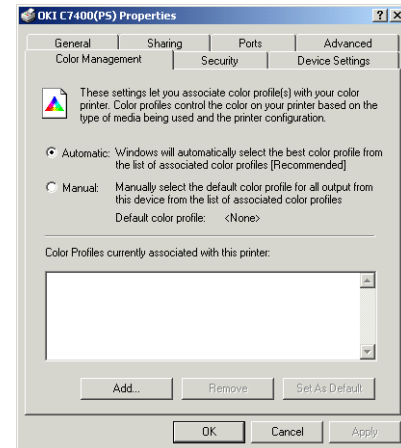 OKI C7400(PS) Properties
General Sharing Ports Advanced
Color Management Security Device Settings
These settings let you associate color profile(s) with your color
printer. Color profiles control the color on your printer based on the
type of media being used and the printer configuration.
Automatic: Windows will automatically select the best color profile from
the list of associated color profiles [Recommended]
Manual: Manually select the default color profile for all output from
this device from the list of associated color profiles
Default color profile: <None>
Color Profiles currently associated with this printer:
Add... Remove Set As Default
OK Cancel Apply